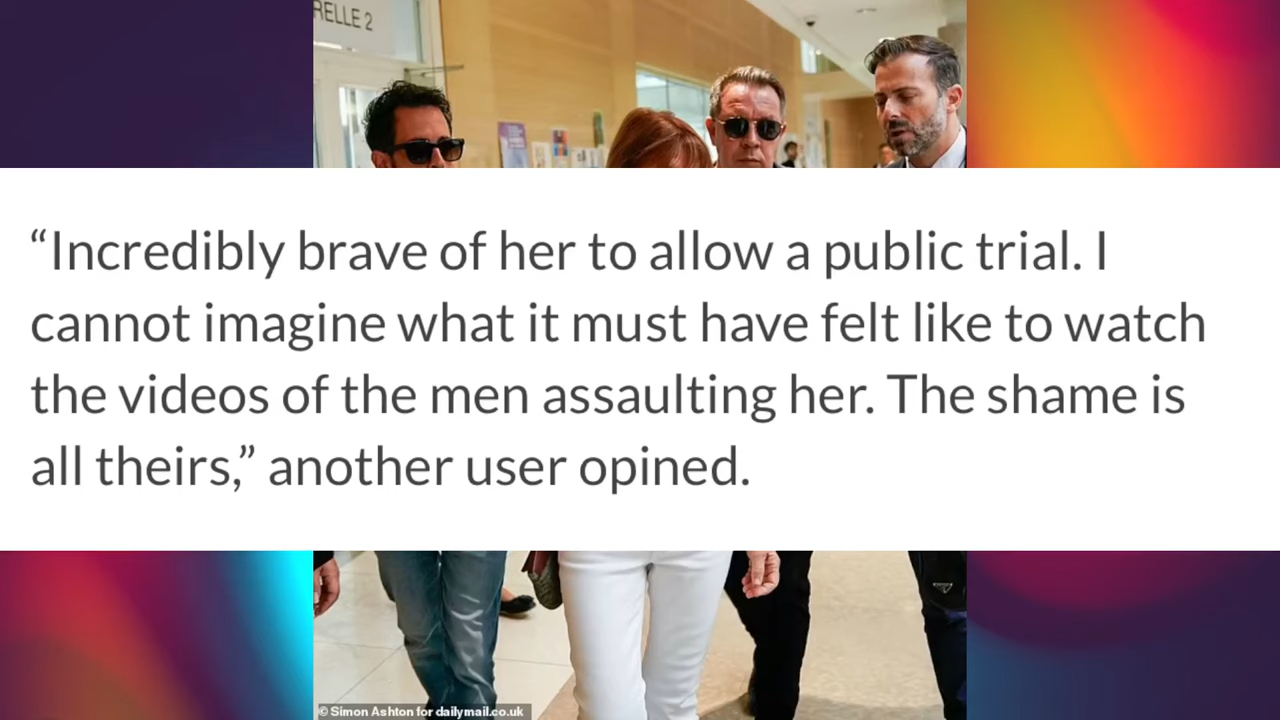 RELLE 2
“Incredibly brave of her to allow a public trial. I
cannot imagine what it must have felt like to watch
the videos of the men assaulting her. The shame is
all theirs,” another user opined.
© Simon Ashton for dailymail.co.uk